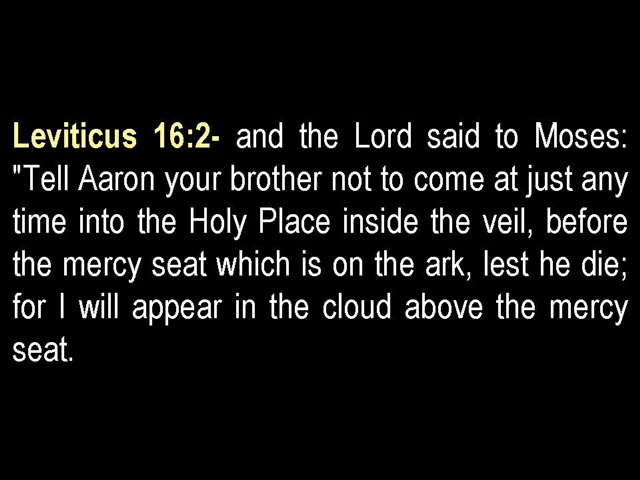 Leviticus 16:2- and the Lord said to Moses:
"Tell Aaron your brother not to come at just any
time into the Holy Place inside the veil, before
the mercy seat which is on the ark, lest he die;
for I will appear in the cloud above the mercy
seat.